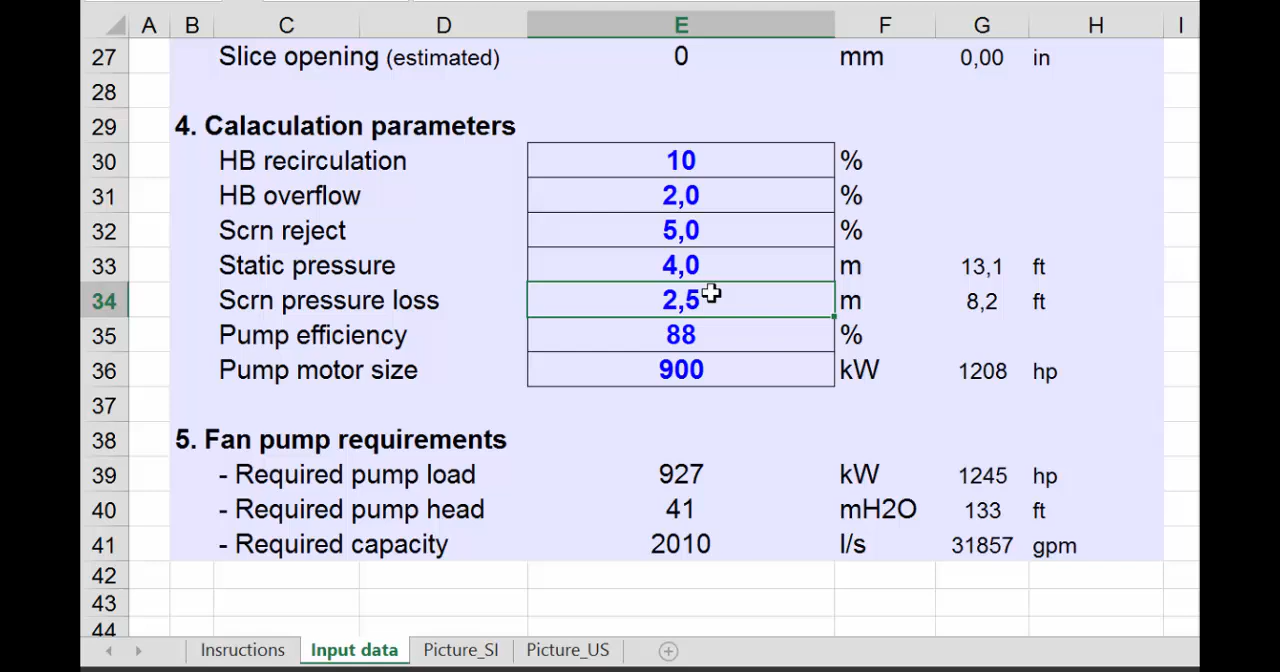 A B C D E F G H I
27 Slice opening (estimated) 0 mm 0,00 in
28
29 4. Calaculation parameters
30 HB recirculation 10 %
31 HB overflow 2,0 %
32 Scrn reject 5,0 %
33 Static pressure 4,0 m 13,1 ft
34 Scrn pressure loss 2,5 m 8,2 ft
35 Pump efficiency 88 %
36 Pump motor size 900 kW 1208 hp
37
38 5. Fan pump requirements
39 - Required pump load 927 kW 1245 hp
40 - Required pump head 41 mH2O 133 ft
41 - Required capacity 2010 l/s 31857 gpm
42
43
44
Insructions Input data Picture_SI Picture_US